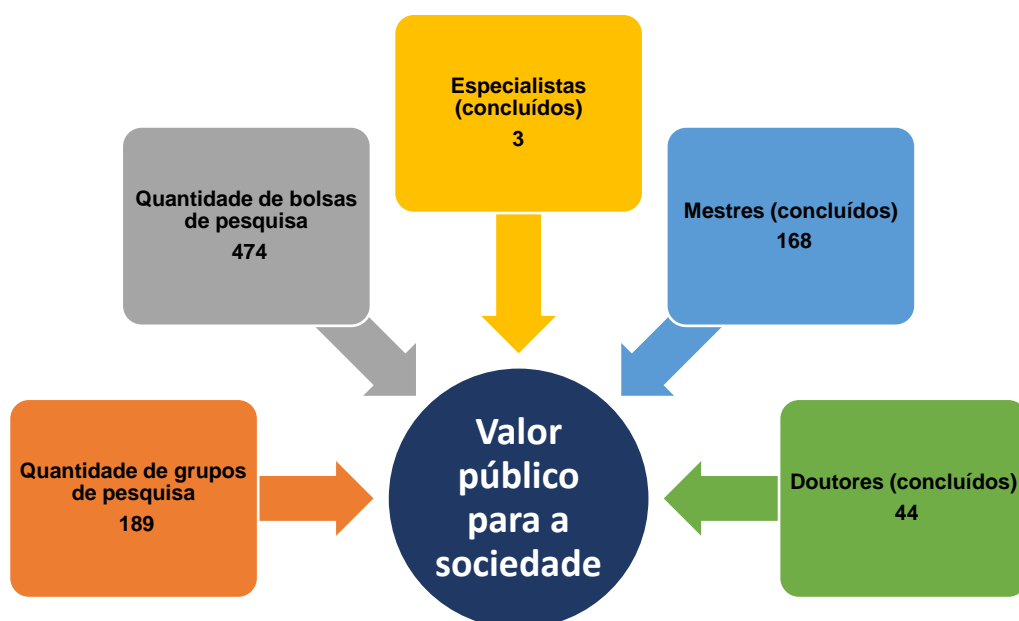 Especialistas
(concluídos)
3
Quantidade de bolsas
de pesquisa
474
Mestres (concluídos)
168
Quantidade de grupos
de pesquisa
189
Doutores (concluídos)
44
Valor
público
para a
sociedade